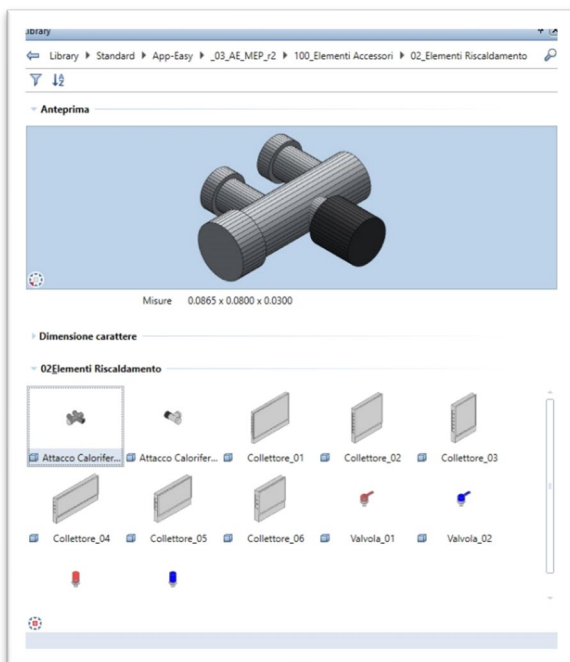 Library
Library Standard App-Easy _03_AE_MEP_r2 100_Elementi Accessori 02_Elementi Riscaldamento
Anteprima
Misure 0.0865 x 0.0800 x 0.0300
Dimensione carattere
02Elementi Riscaldamento
Attacco Calorifer... Attacco Calorifer... Collettore_01 Collettore_02 Collettore_03
Collettore_04 Collettore_05 Collettore_06 Valvola_01 Valvola_02